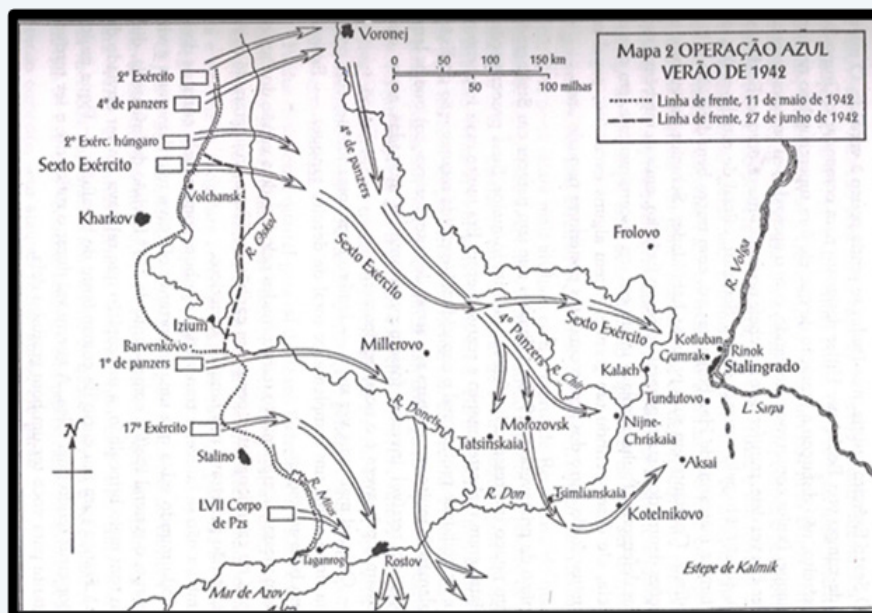 Voronej
Mapa 2 OPERAÇÃO AZUL
VERÃO DE 1942
Linha de frente, 11 de maio de 1942
Linha de frente, 27 de junho de 1942
0 50 100 150 km
0 50 100 milhas
2º Exército
4º de panzers
2º Exérc. húngaro
Sexto Exército
4º de panzers
Volchansk
Kharkov
R. Oskol
Frolovo
R. Volga
Sexto Exército
Izium
Barvenkovo
1º de panzers
Millerovo
4º Panzers
Sexto Exército
R. Chir
Kalach
Kotluban
Gumrak
Rinok
Stalingrado
Tundutovo
L. Sarpa
17º Exército
R. Donets
Morozovsk
Tatsinskaia
Nijne-
Chriskaia
Aksai
N
Stalino
R. Mius
R. Don
Tsimlianskaia
Kotelnikovo
LVII Corpo
de Pzs
Taganrog
Rostov
Mar de Azov
Estepe de Kalmik